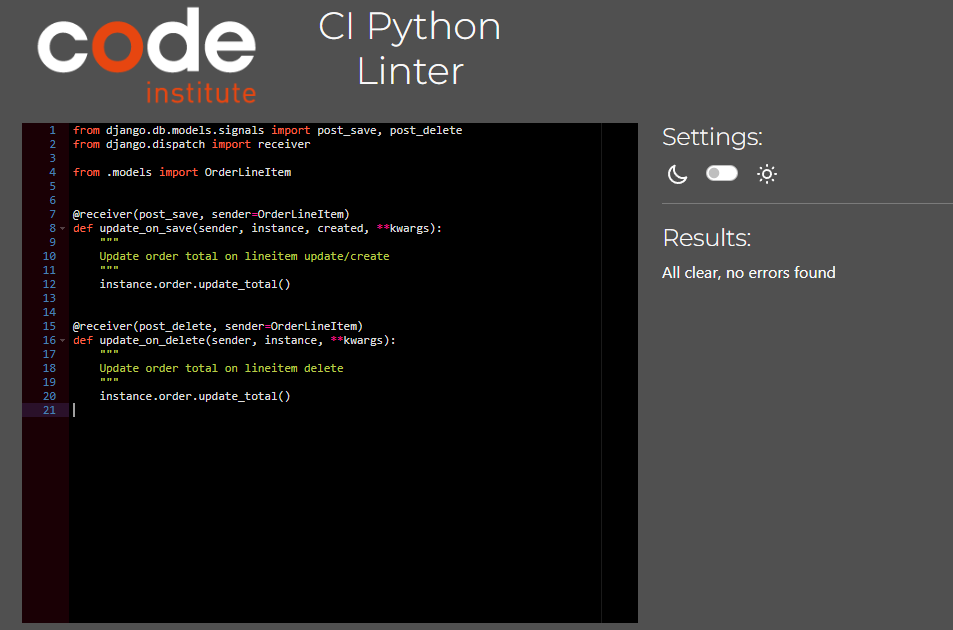 code
institute
CI Python
Linter
1 from django.db.models.signals import post_save, post_delete
2 from django.dispatch import receiver
3
4 from .models import OrderLineItem
5
6
7 @receiver(post_save, sender=OrderLineItem)
8 def update_on_save(sender, instance, created, **kwargs):
9     """
10     Update order total on lineitem update/create
11     """
12     instance.order.update_total()
13
14
15 @receiver(post_delete, sender=OrderLineItem)
16 def update_on_delete(sender, instance, **kwargs):
17     """
18     Update order total on lineitem delete
19     """
20     instance.order.update_total()
21
Settings:
Results:
All clear, no errors found